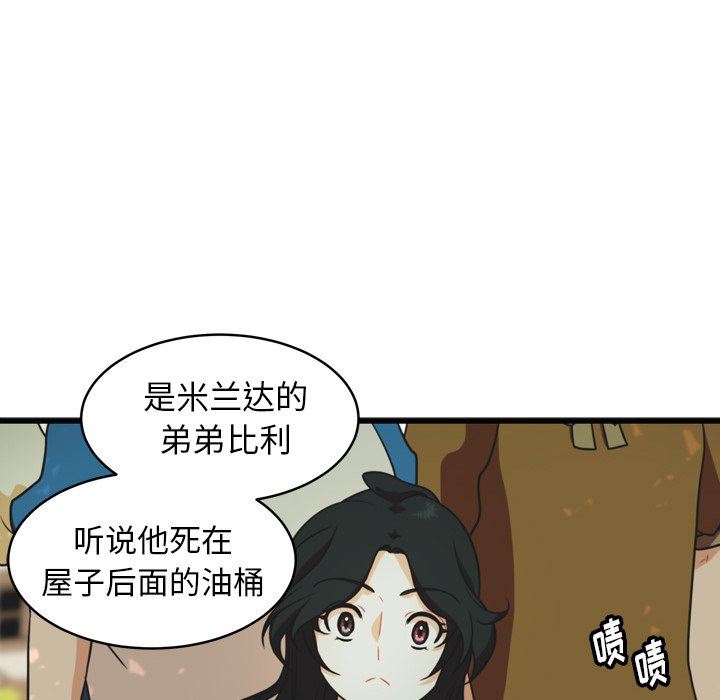 是米兰达的
弟弟比利
听说他死在
屋子后面的油桶
啧
啧